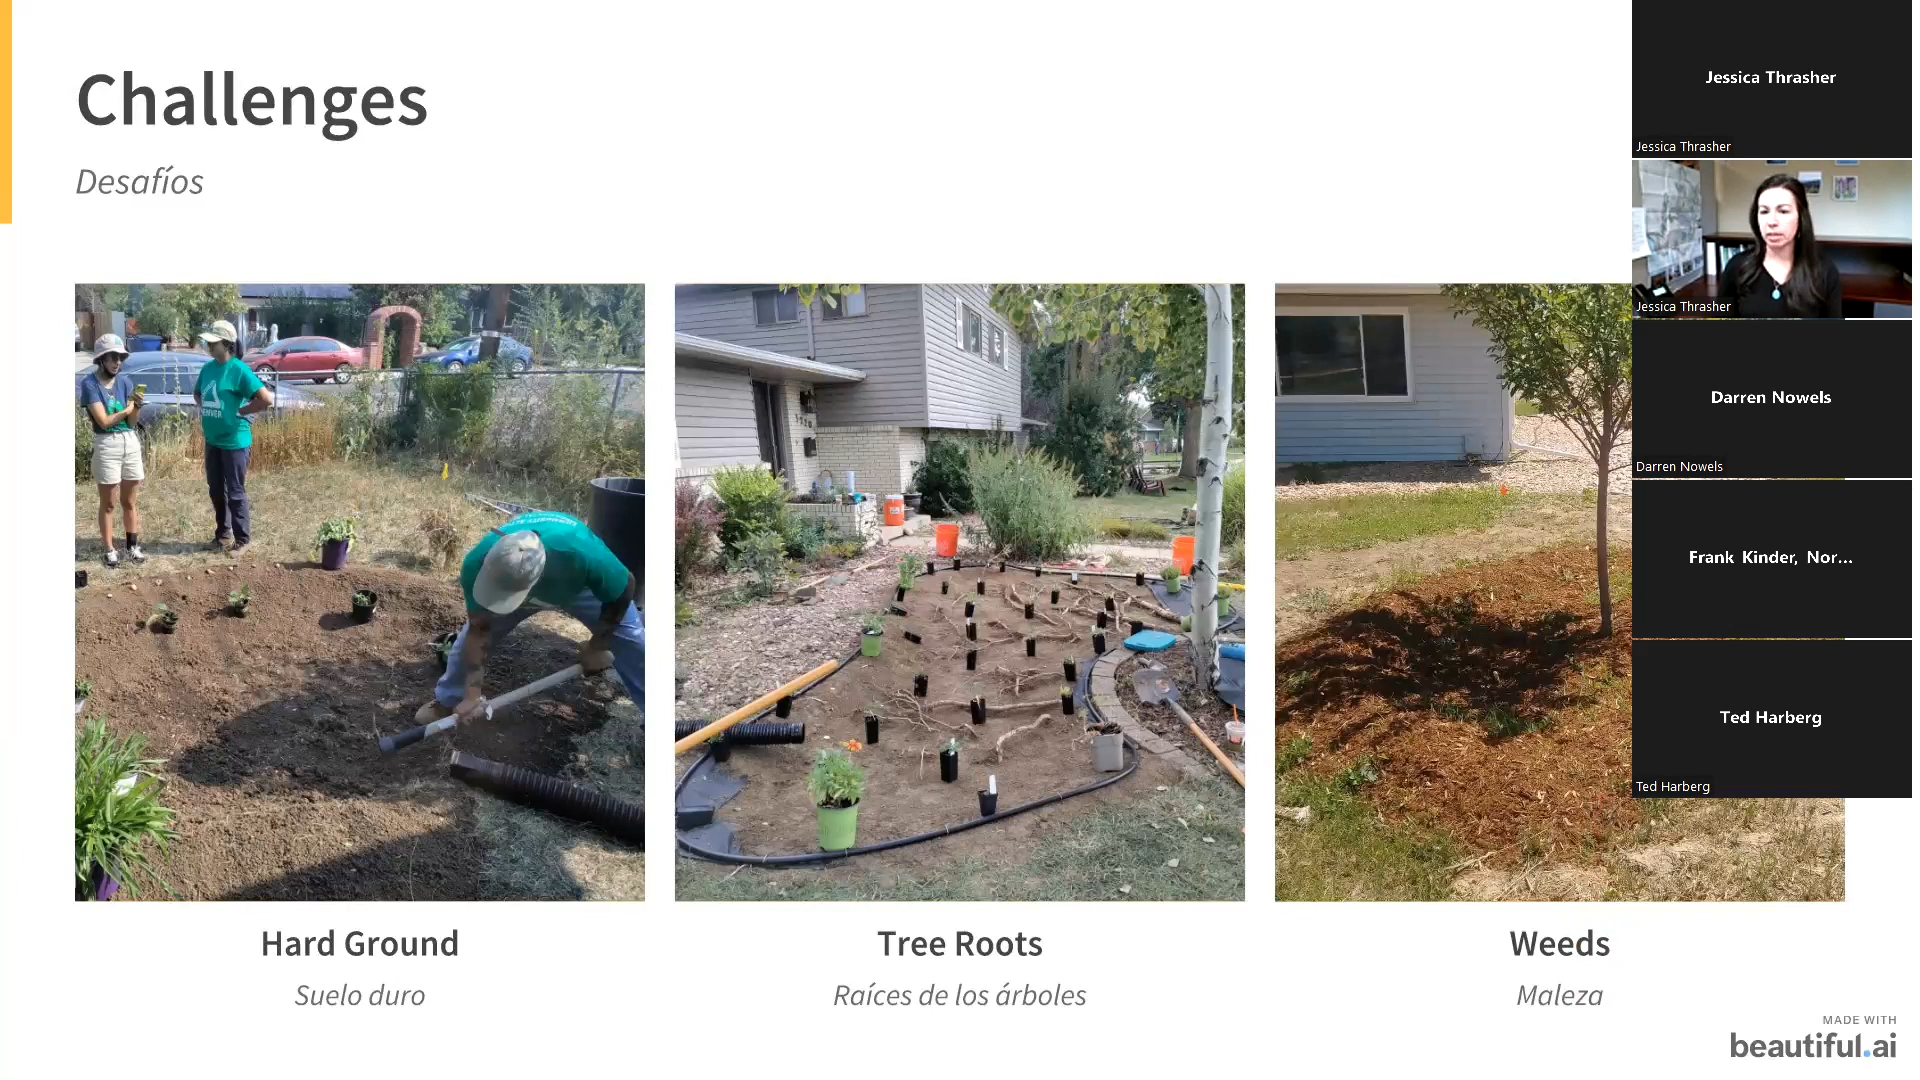 Challenges
Desafíos
Hard Ground
Suelo duro
Tree Roots
Raíces de los árboles
Weeds
Maleza
MADE WITH
beautiful.ai
Jessica Thrasher
Jessica Thrasher
Jessica Thrasher
Darren Nowels
Darren Nowels
Frank Kinder, Nor...
Ted Harberg
Ted Harberg